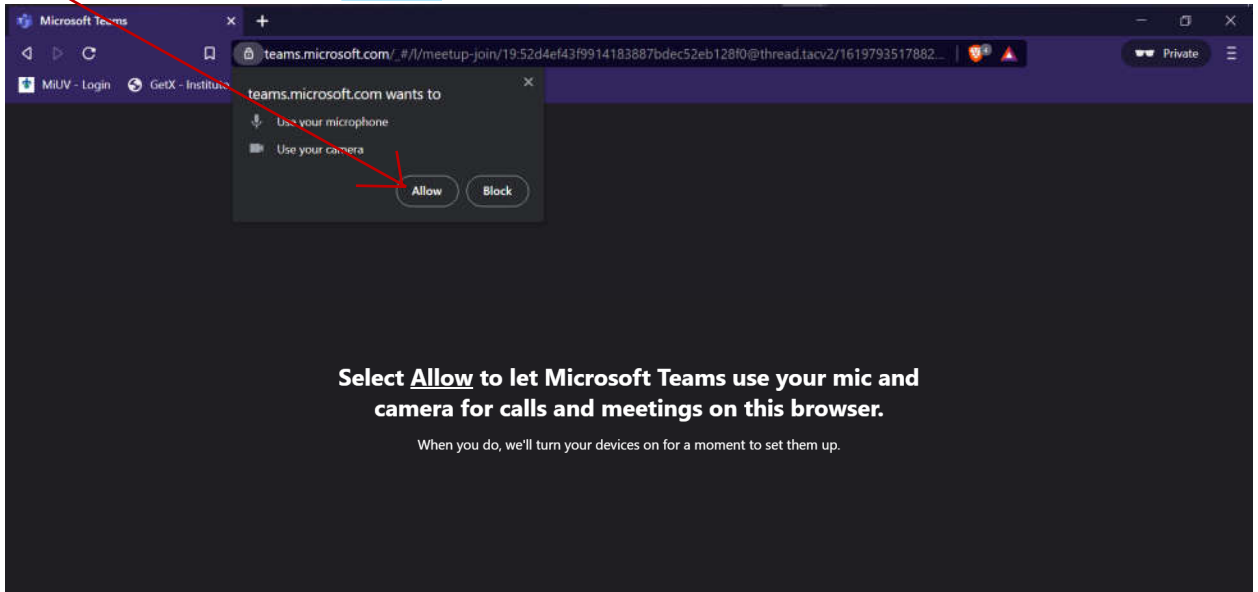 Microsoft Teams
teams.microsoft.com/_#/l/meetup-join/19:52d4ef43f9914183887bdec52eb128f0@thread.tacv2/1619793517882...
Private
MiUV - Login GetX - Instituto
teams.microsoft.com wants to
Use your microphone
Use your camera
Allow Block
Select Allow to let Microsoft Teams use your mic and
camera for calls and meetings on this browser.
When you do, we'll turn your devices on for a moment to set them up.